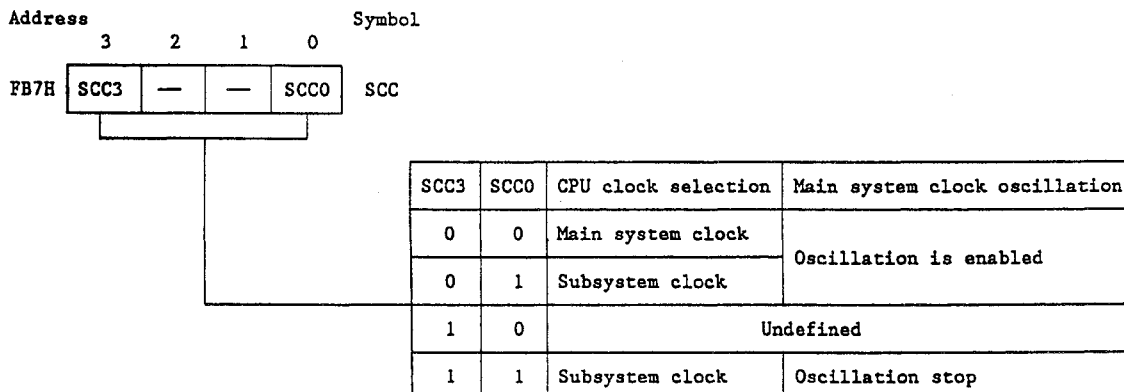 Address Symbol
3 2 1 0
FB7H SCC3 — — SCC0 SCC
SCC3 SCC0 CPU clock selection Main system clock oscillation
0 0 Main system clock Oscillation is enabled
0 1 Subsystem clock
1 0 Undefined
1 1 Subsystem clock Oscillation stop